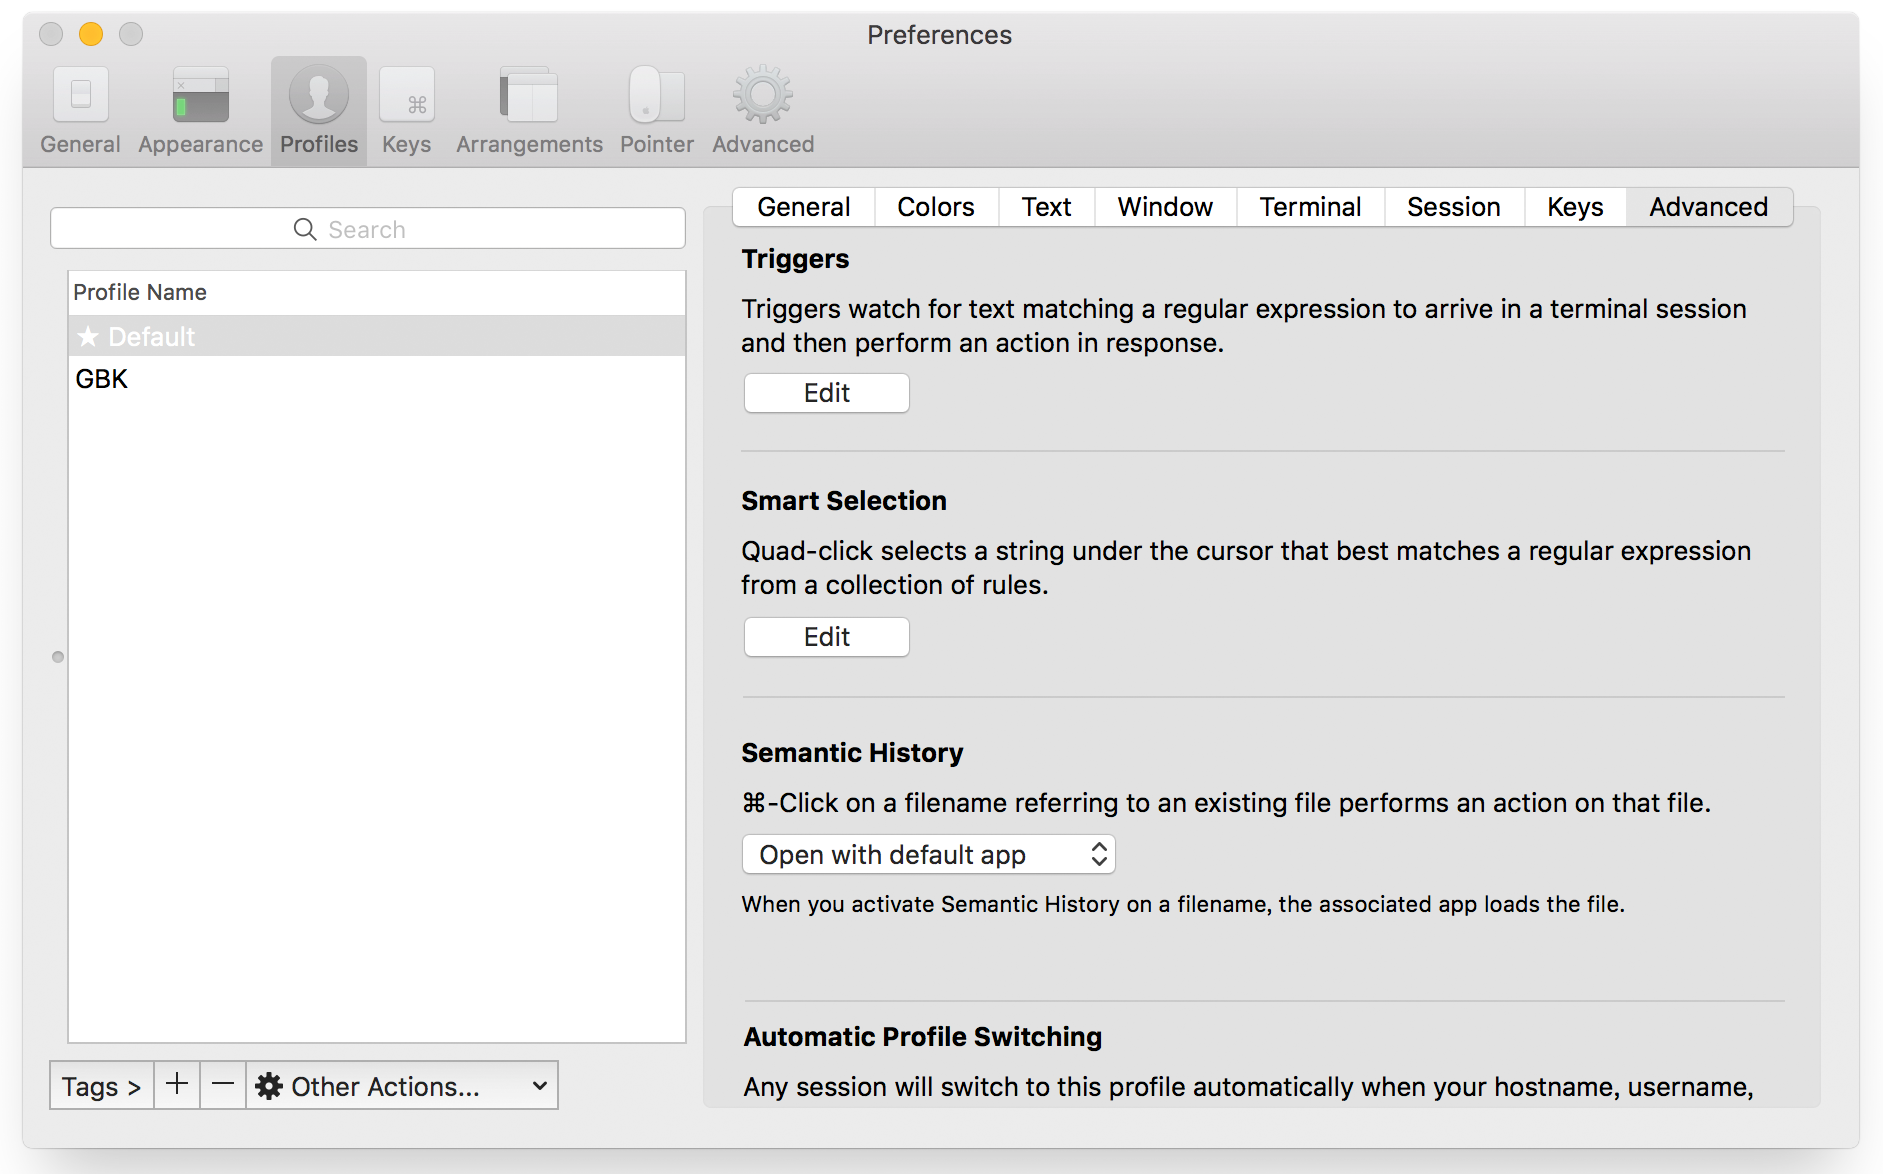 Preferences
General
Appearance
Profiles
Keys
Arrangements
Pointer
Advanced
Search
Profile Name
★ Default
GBK
Tags >
Other Actions...
General
Colors
Text
Window
Terminal
Session
Keys
Advanced
Triggers
Triggers watch for text matching a regular expression to arrive in a terminal session
and then perform an action in response.
Edit
Smart Selection
Quad-click selects a string under the cursor that best matches a regular expression
from a collection of rules.
Edit
Semantic History
⌘-Click on a filename referring to an existing file performs an action on that file.
Open with default app
When you activate Semantic History on a filename, the associated app loads the file.
Automatic Profile Switching
Any session will switch to this profile automatically when your hostname, username,